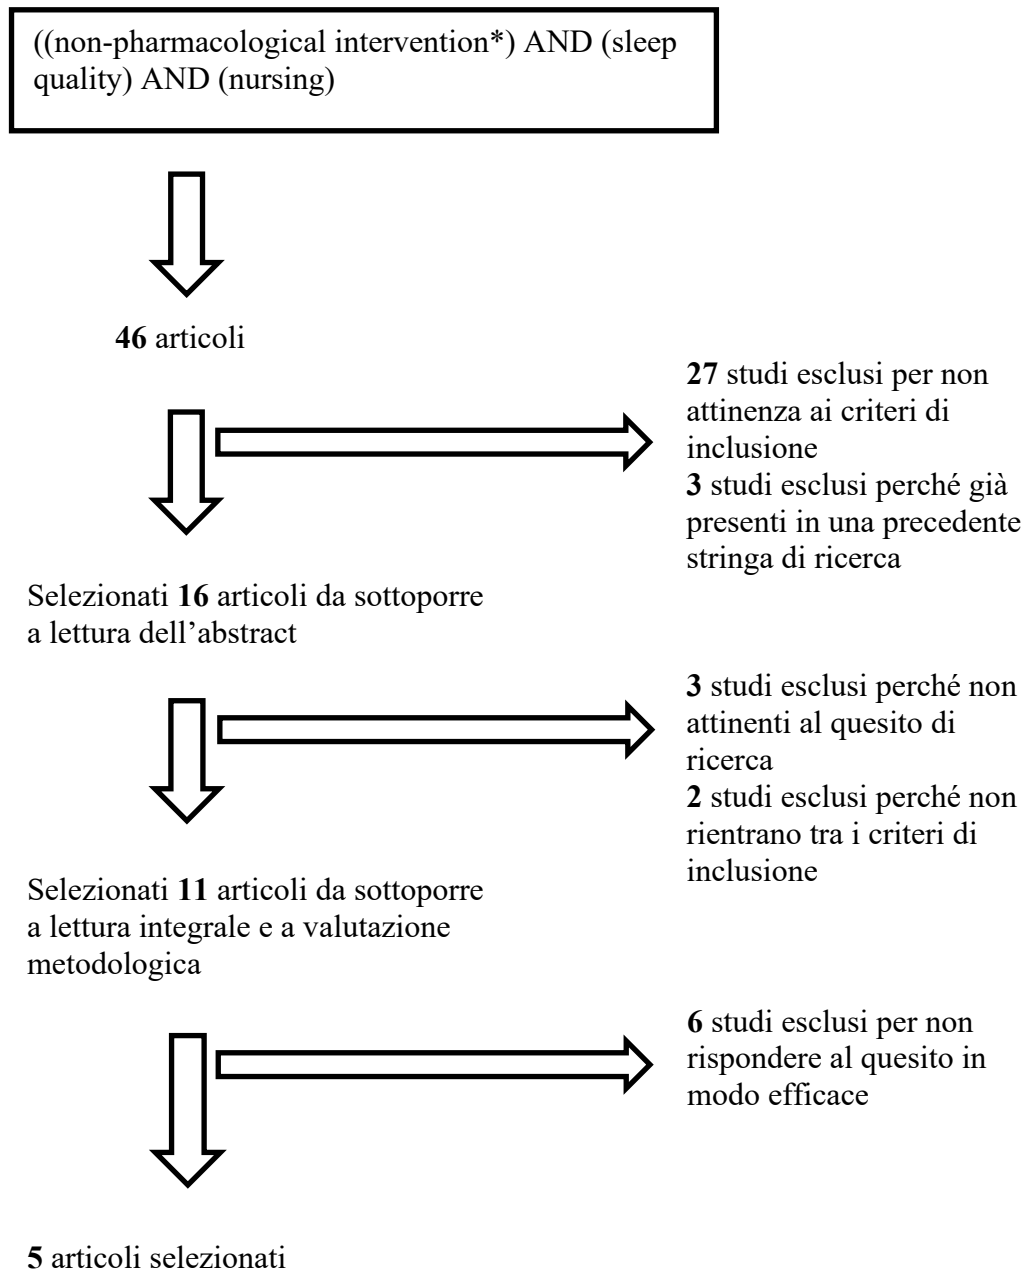 ((non-pharmacological intervention*) AND (sleep
quality) AND (nursing)
46 articoli
27 studi esclusi per non
attinenza ai criteri di
inclusione
3 studi esclusi perché già
presenti in una precedente
stringa di ricerca
Selezionati 16 articoli da sottoporre
a lettura dell’abstract
3 studi esclusi perché non
attinenti al quesito di
ricerca
2 studi esclusi perché non
rientrano tra i criteri di
inclusione
Selezionati 11 articoli da sottoporre
a lettura integrale e a valutazione
metodologica
6 studi esclusi per non
rispondere al quesito in
modo efficace
5 articoli selezionati